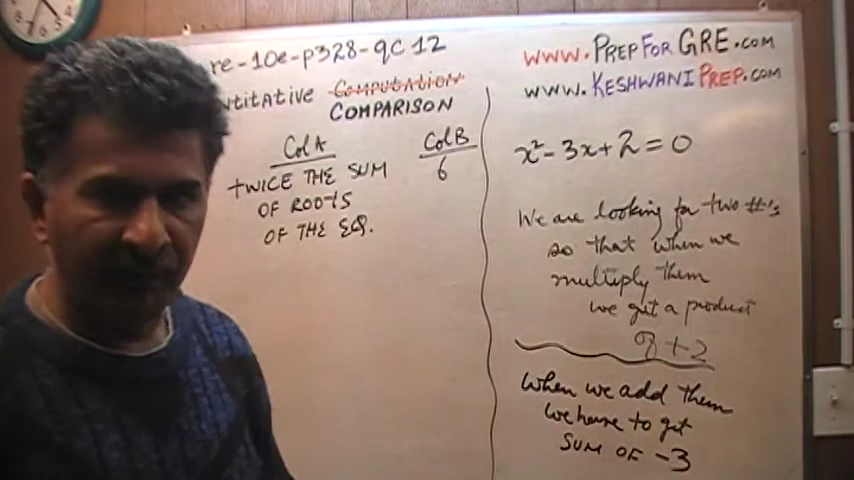 re-10e-p328-qc 12
ntitative Computation
COMPARISON
Col A
TWICE THE SUM
OF ROOTS
OF THE EQ.
Col B
6
www.PREPFORGRE.com
www.KESHWANIPREP.com
x² - 3x + 2 = 0
We are looking for two #'s
so that when we
multiply them
we get a product
of +2
When we add them
we have to get
SUM OF -3